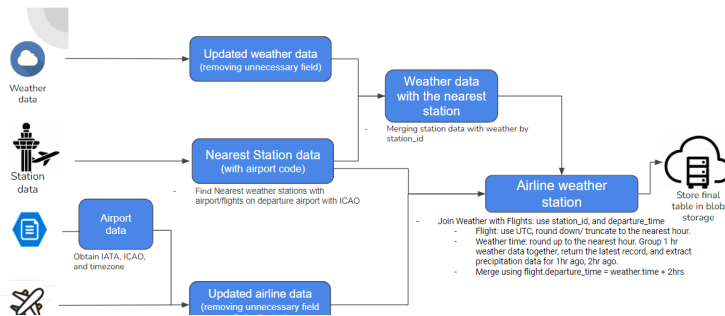 Updated weather data
(removing unnecessary field)
Weather
data
Weather data
with the nearest
station
- Merging station data with weather by
station_id
Nearest Station data
(with airport code)
Station
data
- Find Nearest weather stations with
airport/flights on departure airport with ICAO
Airline weather
station
Store final
table in blob
storage
Airport
data
Obtain IATA, ICAO,
and timezone
- Join Weather with Flights: use station_id, and departure_time
- Flight: use UTC, round down/ truncate to the nearest hour.
- Weather time: round up to the nearest hour. Group 1 hr
weather data together, return the latest record, and extract
precipitation data for 1hr ago, 2hr ago.
- Merge using flight.departure_time = weather.time + 2hrs
Updated airline data
(removing unnecessary field